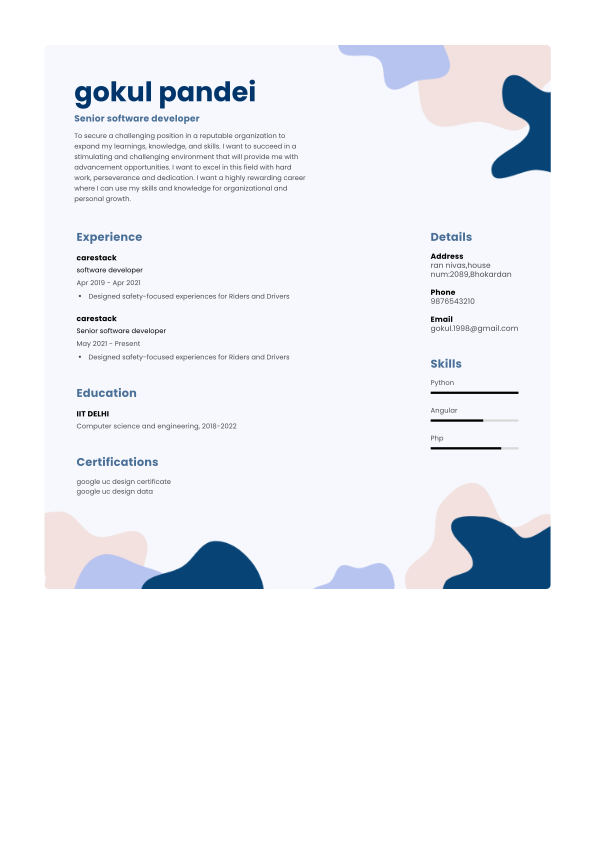 gokul pandei
Senior software developer
To secure a challenging position in a reputable organization to
expand my learnings, knowledge, and skills. I want to succeed in a
stimulating and challenging environment that will provide me with
advancement opportunities. I want to excel in this field with hard
work, perseverance and dedication. I want a highly rewarding career
where I can use my skills and knowledge for organizational and
personal growth.
Experience
carestack
software developer
Apr 2019 - Apr 2021
• Designed safety-focused experiences for Riders and Drivers
carestack
Senior software developer
May 2021 - Present
• Designed safety-focused experiences for Riders and Drivers
Education
IIT DELHI
Computer science and engineering, 2018-2022
Certifications
google uc design certificate
google uc design data
Details
Address
ran nivas,house
num:2089,Bhokardan
Phone
9876543210
Email
gokul.1998@gmail.com
Skills
Python
Angular
Php